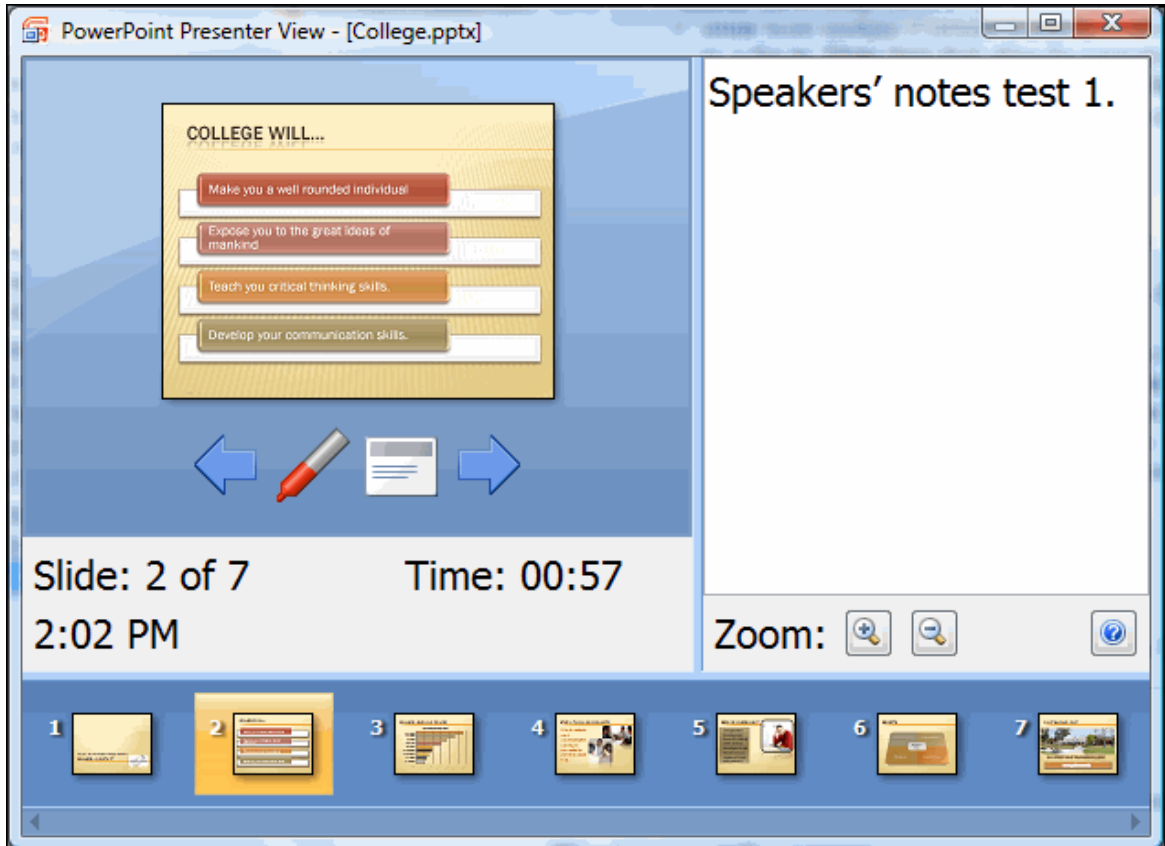 PowerPoint Presenter View - [College.pptx]
COLLEGE WILL...
Make you a well rounded individual
Expose you to the great ideas of
mankind
Teach you critical thinking skills.
Develop your communication skills.
Speakers’ notes test 1.
Slide: 2 of 7 Time: 00:57
2:02 PM
Zoom:
1 2 3 4 5 6 7